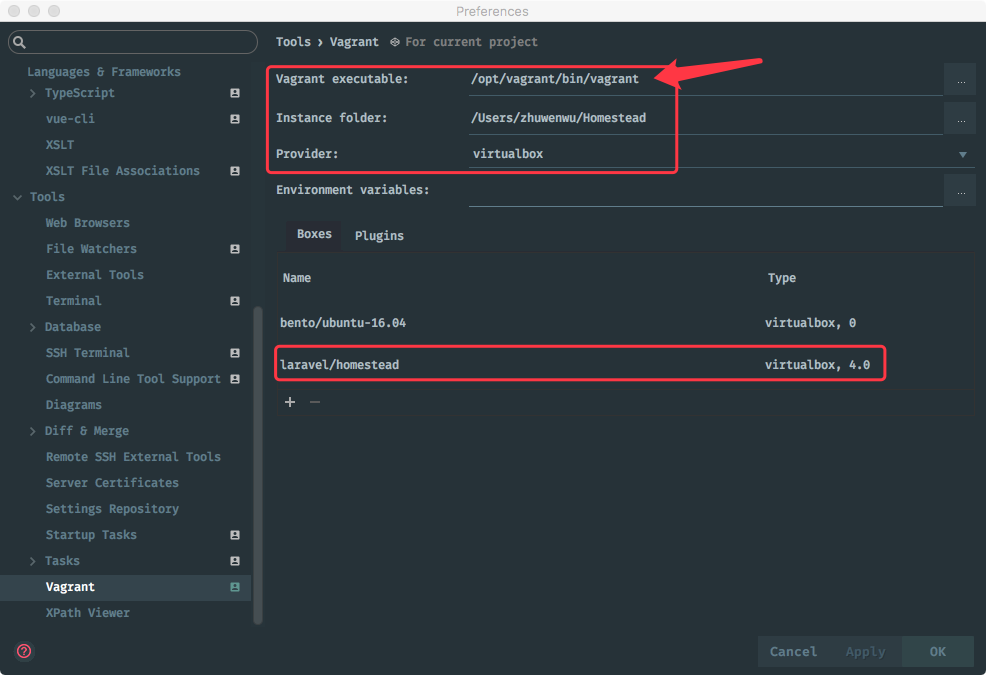 Preferences
Tools › Vagrant For current project
Languages & Frameworks
TypeScript
vue-cli
XSLT
XSLT File Associations
Tools
Web Browsers
File Watchers
External Tools
Terminal
Database
SSH Terminal
Command Line Tool Support
Diagrams
Diff & Merge
Remote SSH External Tools
Server Certificates
Settings Repository
Startup Tasks
Tasks
Vagrant
XPath Viewer
Vagrant executable: /opt/vagrant/bin/vagrant ...
Instance folder: /Users/zhuwenwu/Homestead ...
Provider: virtualbox
Environment variables: ...
Boxes Plugins
Name Type
bento/ubuntu-16.04 virtualbox, 0
laravel/homestead virtualbox, 4.0
+ −
?
Cancel Apply OK